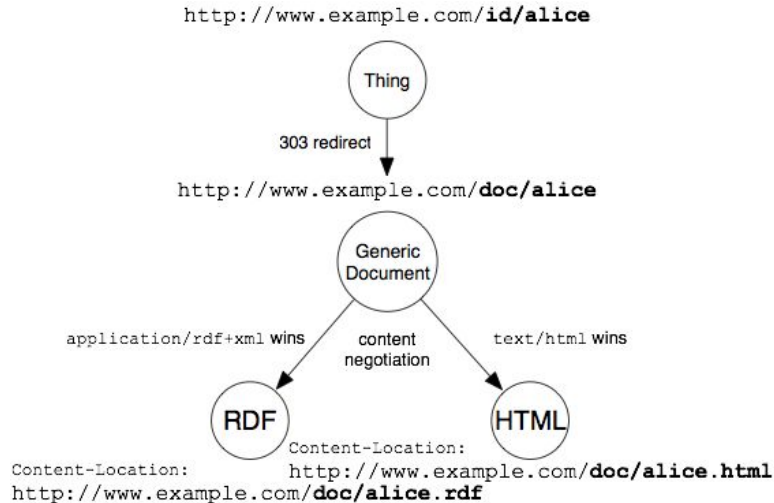 http://www.example.com/id/alice
Thing
303 redirect
http://www.example.com/doc/alice
Generic
Document
application/rdf+xml wins
content
negotiation
text/html wins
RDF
HTML
Content-Location:
http://www.example.com/doc/alice.html
Content-Location:
http://www.example.com/doc/alice.rdf